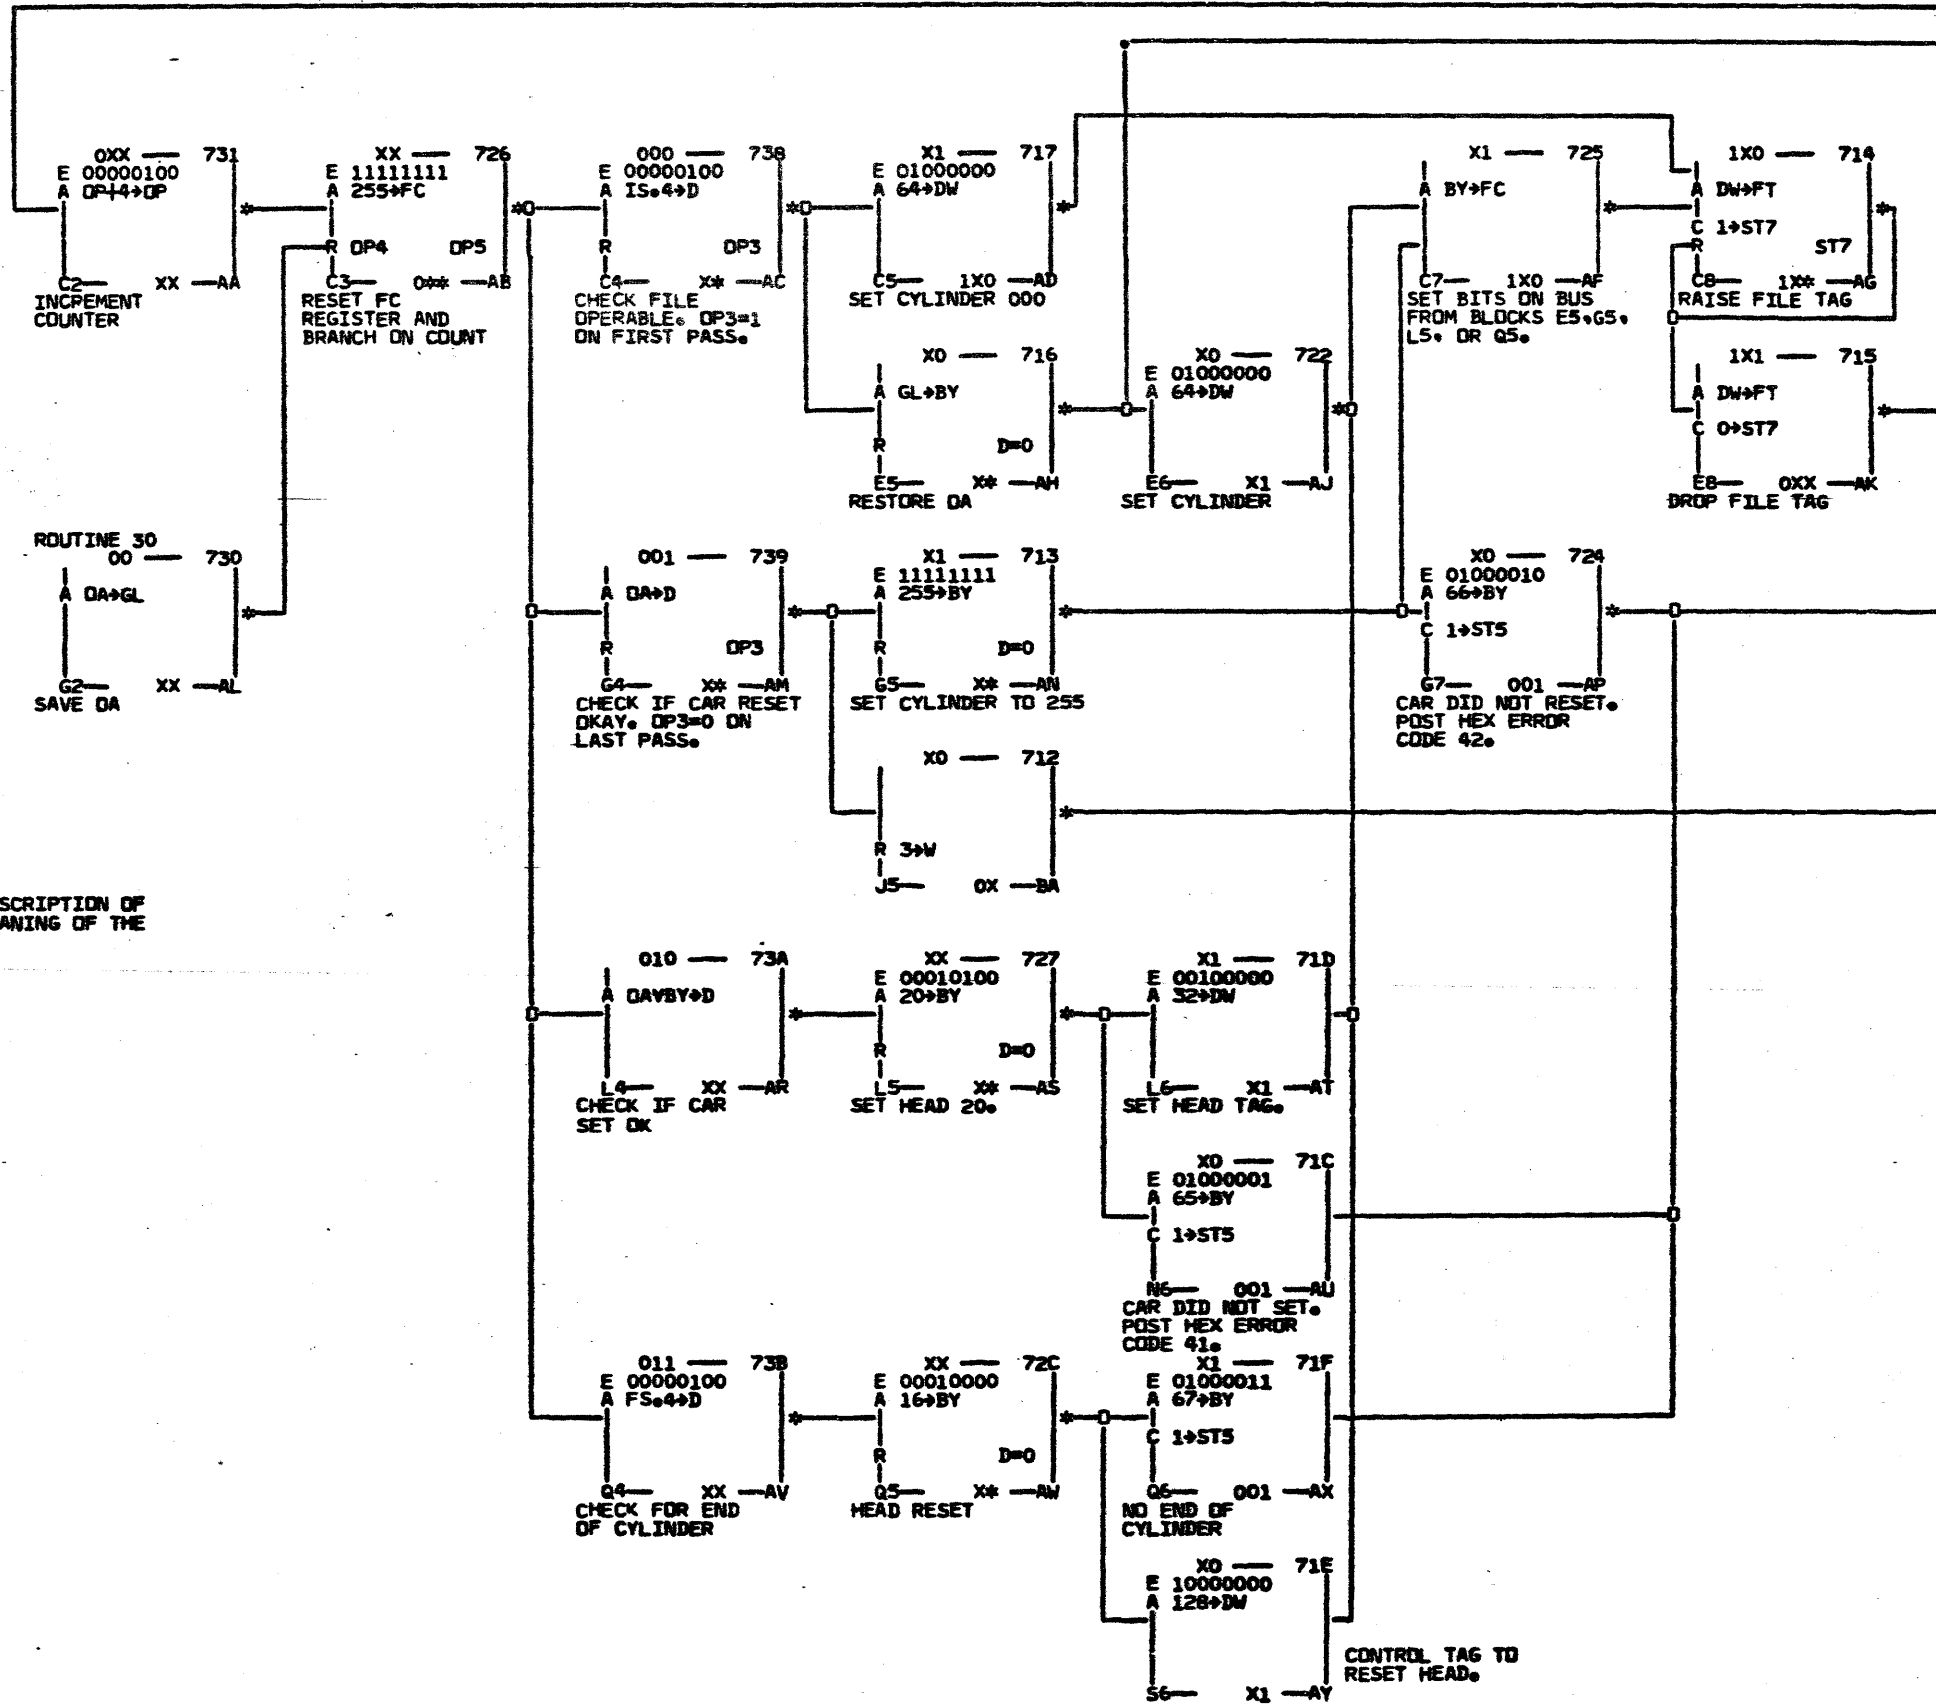 0XX — 731
E 00000100
A OP+4→OP
C2— XX —AA
INCREMENT
COUNTER
XX — 726
E 11111111
A 255→FC
R OP4 OP5
C3— 0** —AB
RESET FC
REGISTER AND
BRANCH ON COUNT
000 — 738
E 00000100
A IS.4→D
R OP3
C4— X* —AC
CHECK FILE
OPERABLE. OP3=1
ON FIRST PASS.
X1 — 717
E 01000000
A 64→DW
C5— 1X0 —AD
SET CYLINDER 000
X1 — 725
A BY→FC
C7— 1X0 —AF
SET BITS ON BUS
FROM BLOCKS E5,G5,
L5, OR Q5.
1X0 — 714
A DW→FT
C 1→ST7
R ST7
C8— 1X* —AG
RAISE FILE TAG
X0 — 716
A GL→BY
R D=0
E5— X* —AH
RESTORE OA
X0 — 722
E 01000000
A 64→DW
E6— X1 —AJ
SET CYLINDER
1X1 — 715
A DW→FT
C 0→ST7
E8— 0XX —AK
DROP FILE TAG
ROUTINE 30
00 — 730
A OA→GL
G2— XX —AL
SAVE OA
001 — 739
A OA→D
R OP3
G4— X* —AM
CHECK IF CAR RESET
OKAY. OP3=0 ON
LAST PASS.
X1 — 713
E 11111111
A 255→BY
R D=0
G5— X* —AN
SET CYLINDER TO 255
X0 — 724
E 01000010
A 66→BY
C 1→ST5
G7— 001 —AP
CAR DID NOT RESET.
POST HEX ERROR
CODE 42.
X0 — 712
R 3→W
J5— 0X —BA
SCRIPTION OF
ANING OF THE
010 — 73A
A OA∀BY→D
L4— XX —AR
CHECK IF CAR
SET OK
XX — 727
E 00010100
A 20→BY
R D=0
L5— X* —AS
SET HEAD 20.
X1 — 71D
E 00100000
A 32→DW
L6— X1 —AT
SET HEAD TAG.
X0 — 71C
E 01000001
A 65→BY
C 1→ST5
N6— 001 —AU
CAR DID NOT SET.
POST HEX ERROR
CODE 41.
011 — 73B
E 00000100
A FS.4→D
Q4— XX —AV
CHECK FOR END
OF CYLINDER
XX — 72C
E 00010000
A 16→BY
R D=0
Q5— X* —AW
HEAD RESET
X1 — 71F
E 01000011
A 67→BY
C 1→ST5
Q6— 001 —AX
NO END OF
CYLINDER
X0 — 71E
E 10000000
A 128→DW
S6— X1 —AY
CONTROL TAG TO
RESET HEAD.